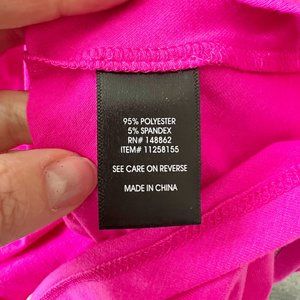 95% POLYESTER
5% SPANDEX
RN# 148862
ITEM# 11258155
SEE CARE ON REVERSE
MADE IN CHINA